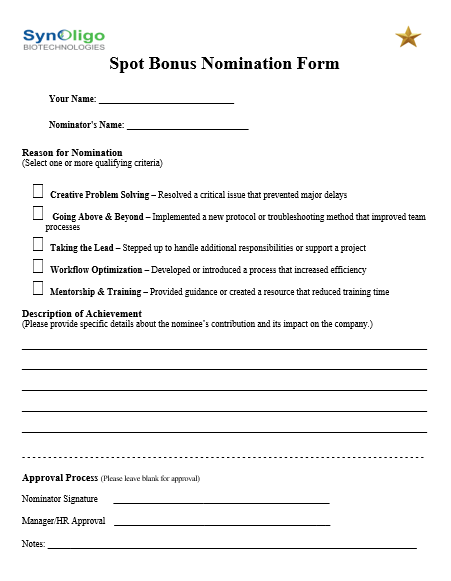 SynOligo
BIOTECHNOLOGIES
Spot Bonus Nomination Form
Your Name:
Nominator's Name:
Reason for Nomination
(Select one or more qualifying criteria)
Creative Problem Solving – Resolved a critical issue that prevented major delays
Going Above & Beyond – Implemented a new protocol or troubleshooting method that improved team
processes
Taking the Lead – Stepped up to handle additional responsibilities or support a project
Workflow Optimization – Developed or introduced a process that increased efficiency
Mentorship & Training – Provided guidance or created a resource that reduced training time
Description of Achievement
(Please provide specific details about the nominee's contribution and its impact on the company.)
Approval Process (Please leave blank for approval)
Nominator Signature
Manager/HR Approval
Notes: